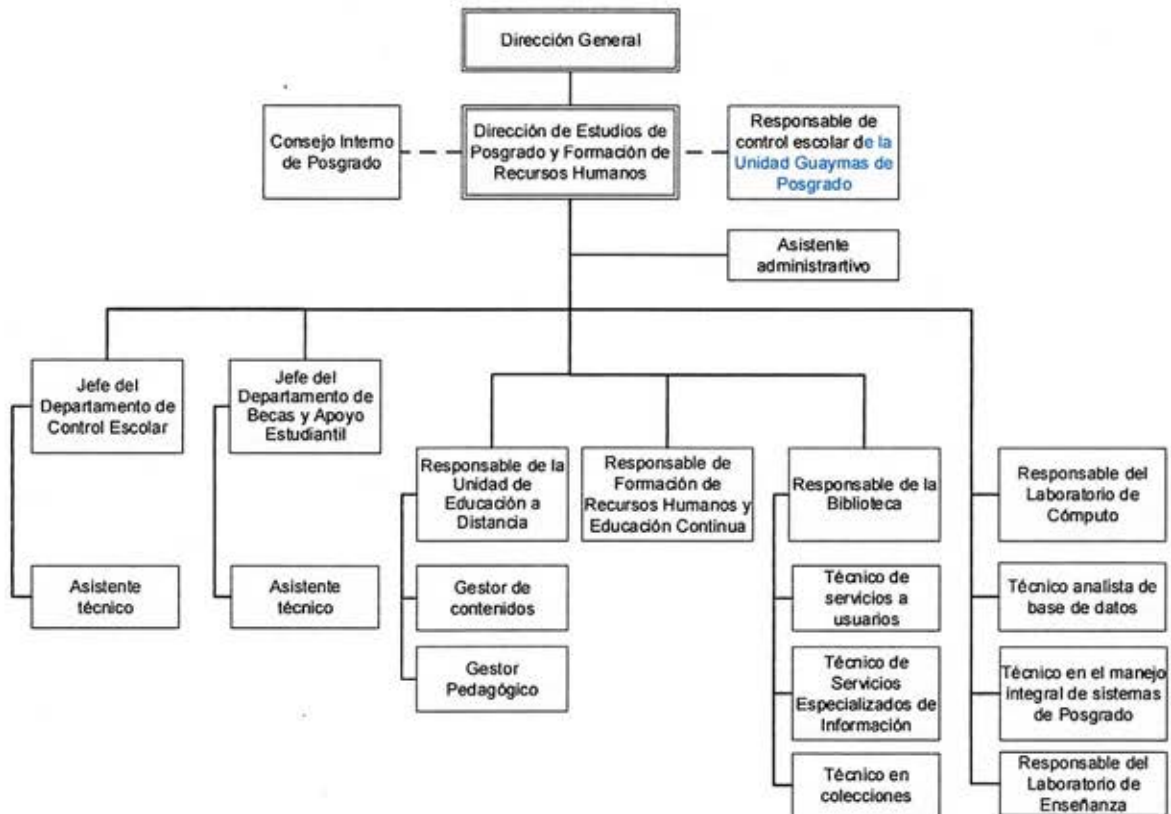 Dirección General
Consejo Interno
de Posgrado
Dirección de Estudios de
Posgrado y Formación de
Recursos Humanos
Responsable de
control escolar de la
Unidad Guaymas de
Posgrado
Asistente
administrartivo
Jefe del
Departamento de
Control Escolar
Jefe del
Departamento de
Becas y Apoyo
Estudiantil
Responsable de la
Unidad de
Educación a
Distancia
Responsable de
Formación de
Recursos Humanos y
Educación Contínua
Responsable de la
Biblioteca
Responsable del
Laboratorio de
Cómputo
Asistente
técnico
Asistente
técnico
Gestor de
contenidos
Técnico de
servicios a
usuarios
Técnico analista de
base de datos
Gestor
Pedagógico
Técnico de
Servicios
Especializados de
Información
Técnico en el manejo
integral de sistemas
de Posgrado
Técnico en
colecciones
Responsable del
Laboratorio de
Enseñanza